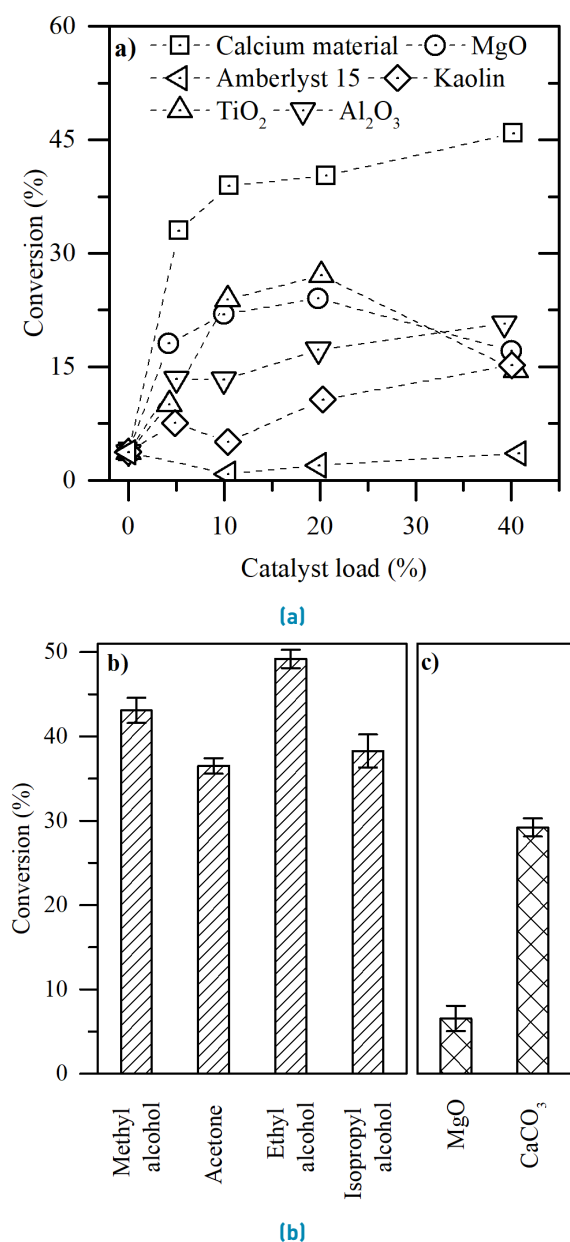 60
a)
Calcium material
MgO
Amberlyst 15
Kaolin
TiO₂
Al₂O₃
45
30
15
0
Conversion (%)
0 10 20 30 40
Catalyst load (%)
(a)
50
b)
c)
40
30
20
10
0
Conversion (%)
Methyl
alcohol
Acetone
Ethyl
alcohol
Isopropyl
alcohol
MgO
CaCO₃
(b)